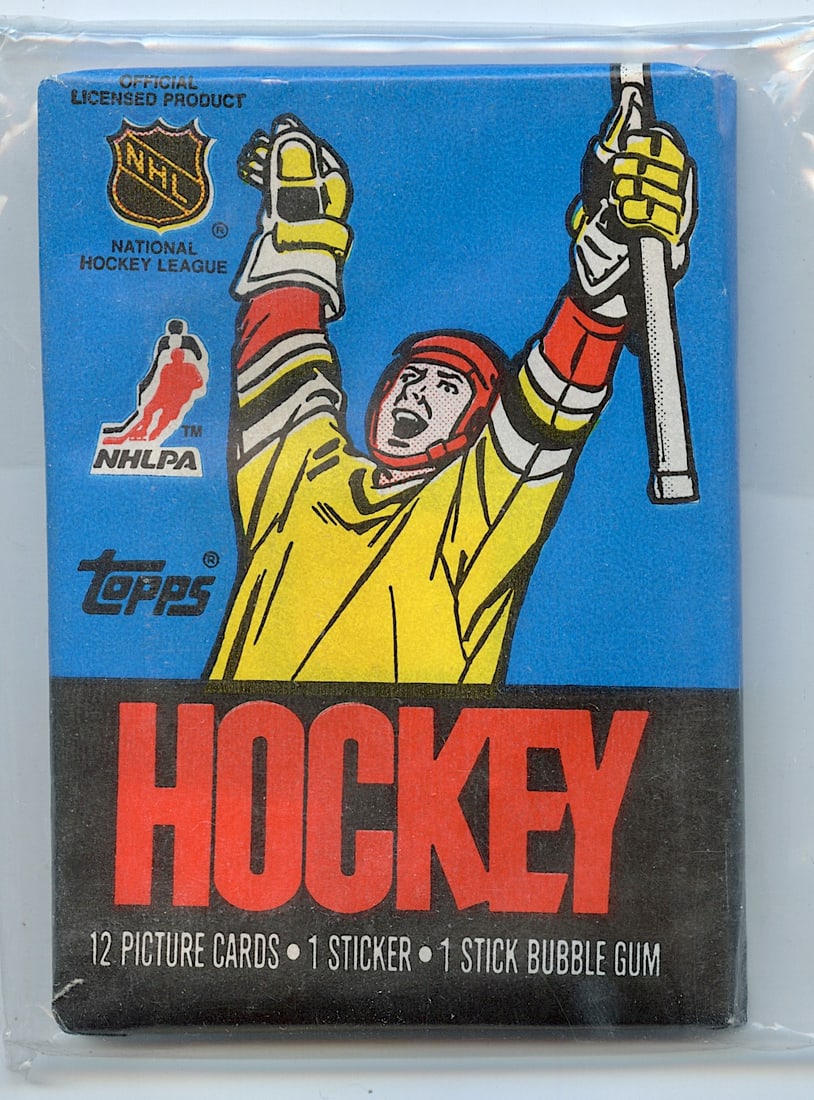 OFFICIAL
LICENSED PRODUCT
NHL
®
NATIONAL
HOCKEY LEAGUE
TM
NHLPA
topps®
HOCKEY
12 PICTURE CARDS • 1 STICKER • 1 STICK BUBBLE GUM